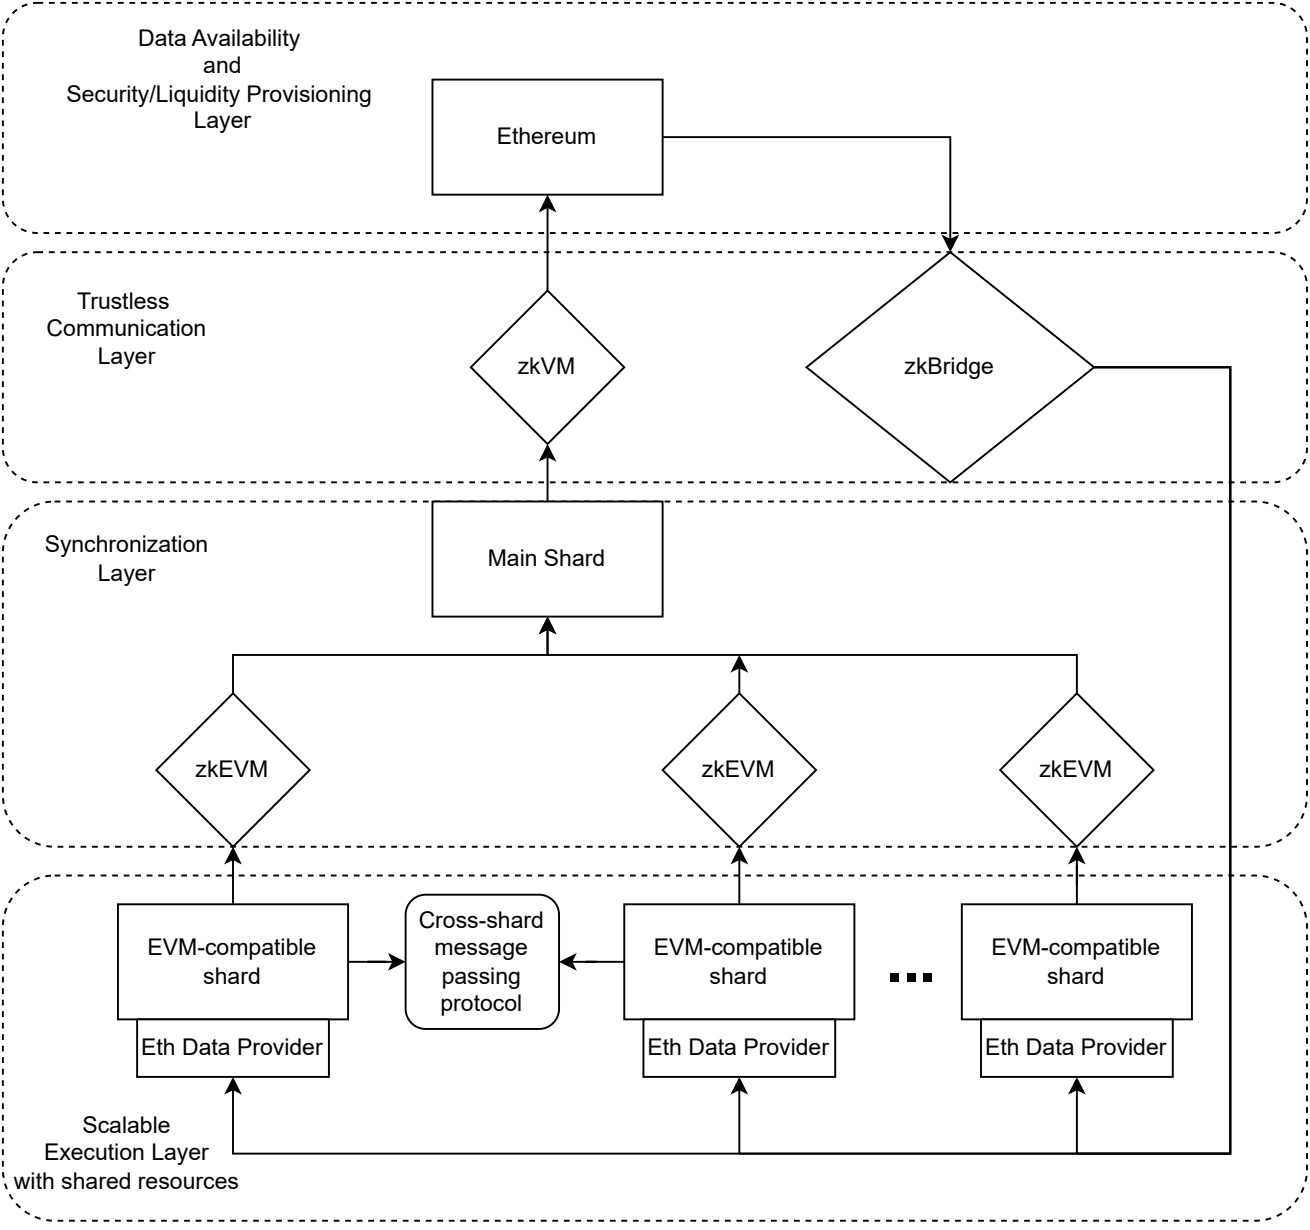 Data Availability
and
Security/Liquidity Provisioning
Layer
Ethereum
Trustless
Communication
Layer
zkVM
zkBridge
Synchronization
Layer
Main Shard
zkEVM
zkEVM
zkEVM
EVM-compatible
shard
Cross-shard
message
passing
protocol
EVM-compatible
shard
EVM-compatible
shard
Eth Data Provider
Eth Data Provider
Eth Data Provider
Scalable
Execution Layer
with shared resources